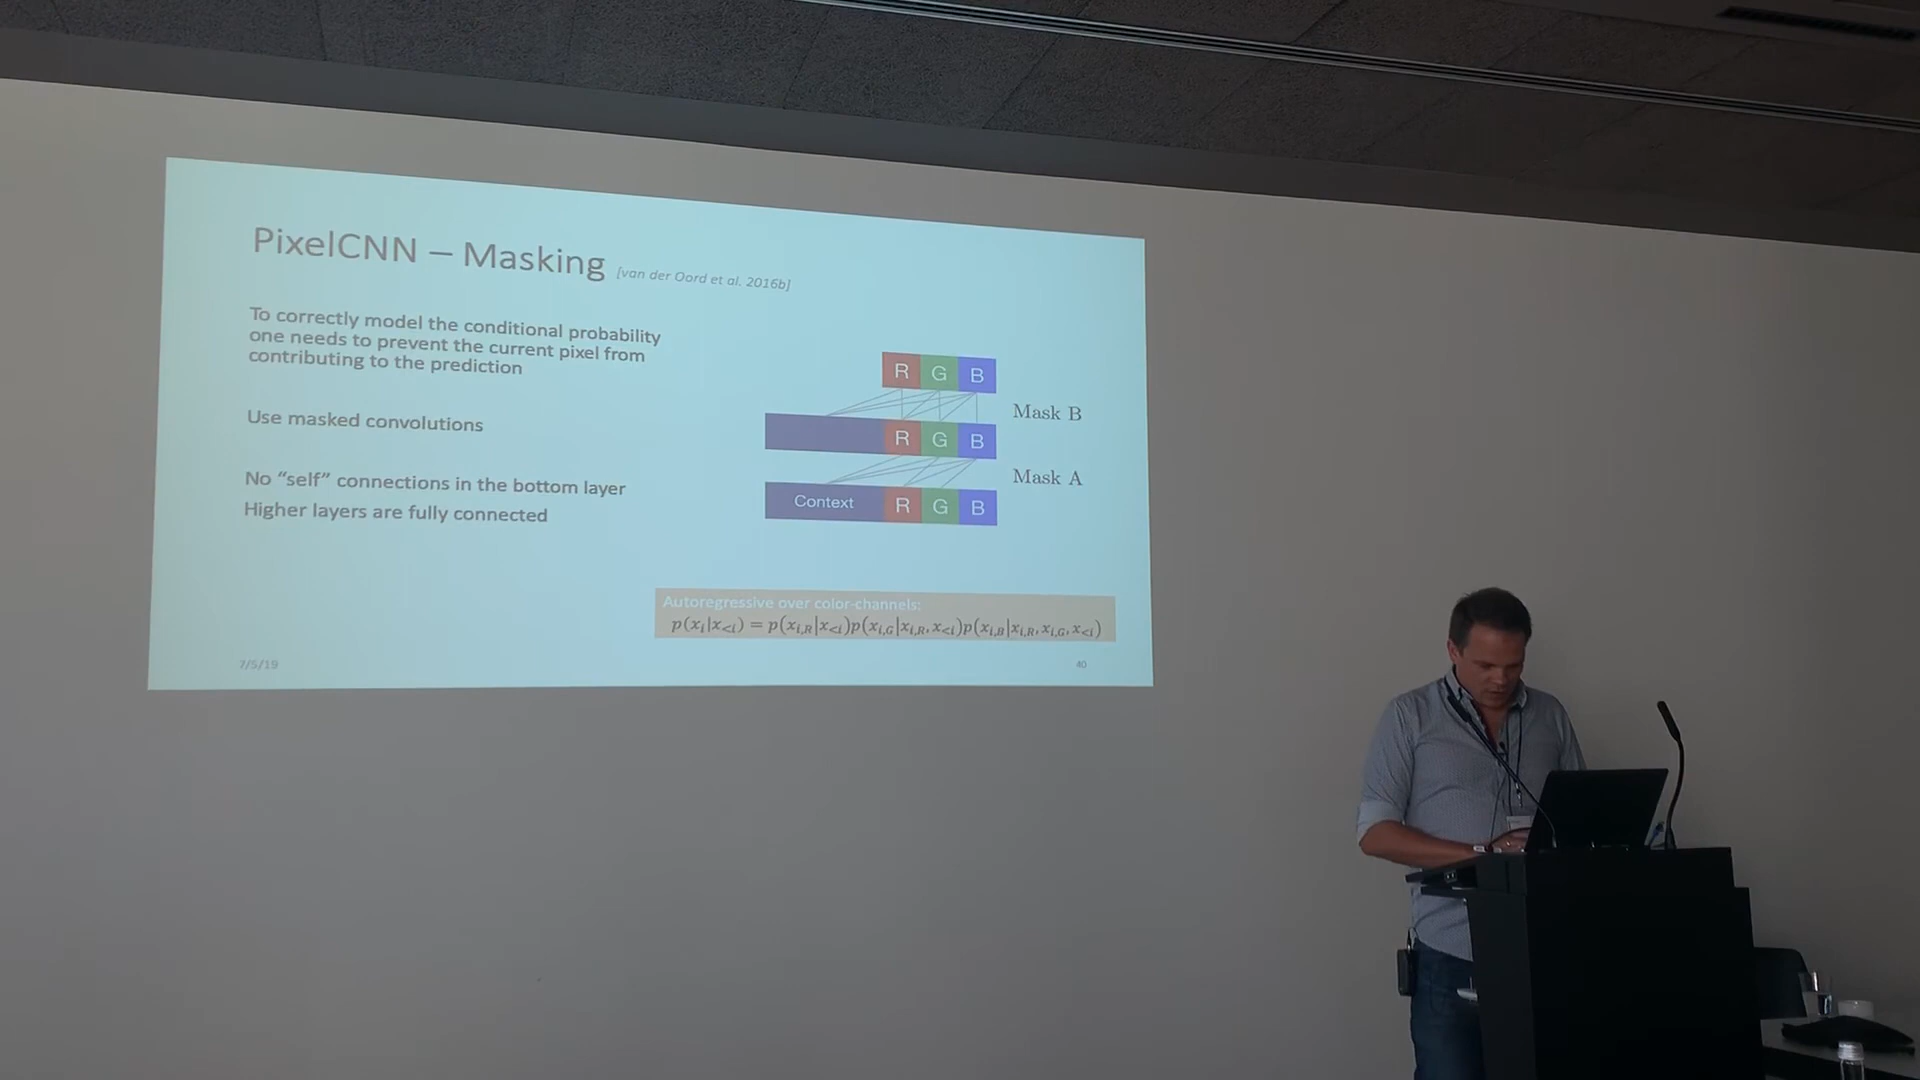 PixelCNN – Masking [van der Oord et al. 2016b]
To correctly model the conditional probability
one needs to prevent the current pixel from
contributing to the prediction
Use masked convolutions
No “self” connections in the bottom layer
Higher layers are fully connected
R G B
Mask B
R G B
Mask A
Context R G B
Autoregressive over color-channels:
p(x_i|x_{<i}) = p(x_{i,R}|x_{<i})p(x_{i,G}|x_{i,R}, x_{<i})p(x_{i,B}|x_{i,R}, x_{i,G}, x_{<i})
7/5/19
40